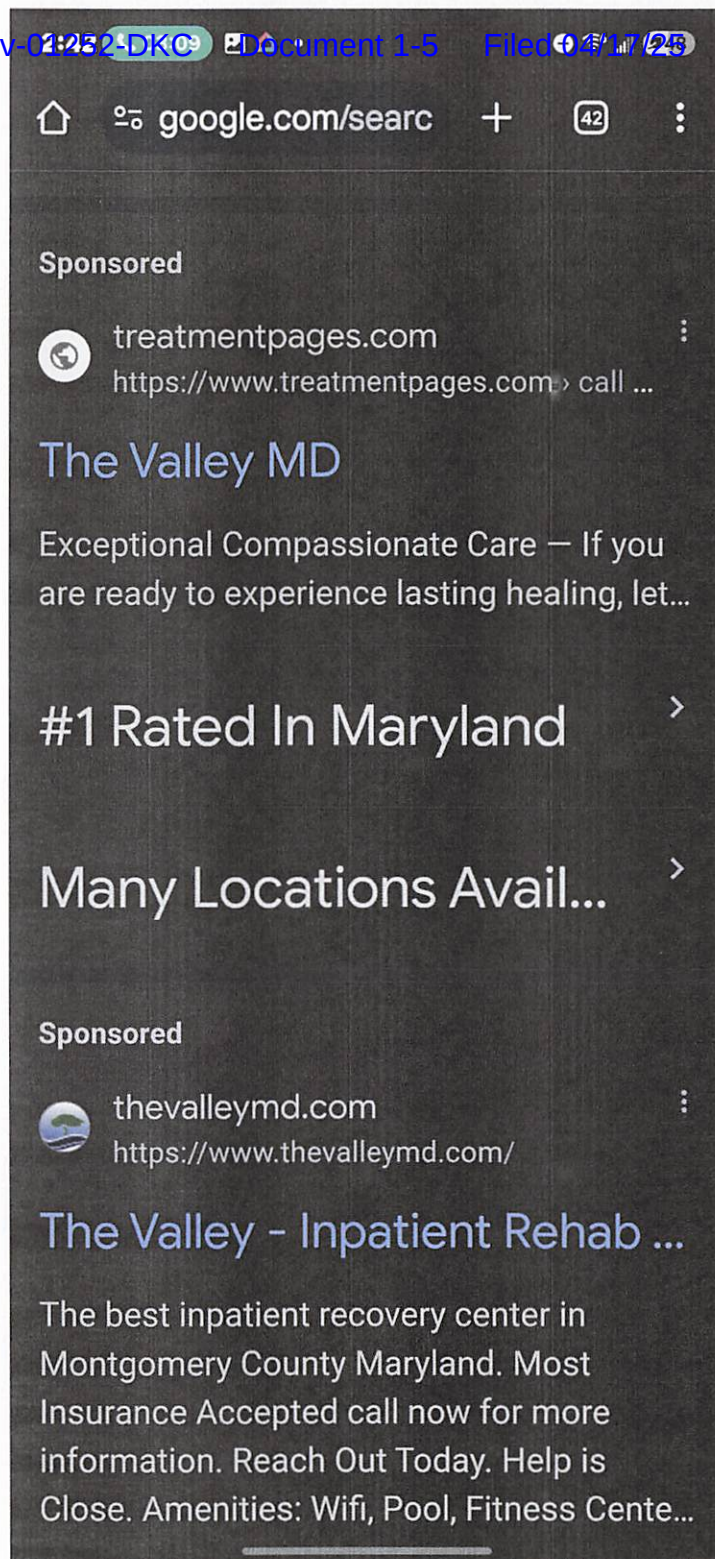 v-01252-DKC Document 1-5 Filed 04/17/25
google.com/searc
42
Sponsored
treatmentpages.com
https://www.treatmentpages.com › call ...
The Valley MD
Exceptional Compassionate Care — If you
are ready to experience lasting healing, let...
#1 Rated In Maryland
Many Locations Avail...
Sponsored
thevalleymd.com
https://www.thevalleymd.com/
The Valley - Inpatient Rehab ...
The best inpatient recovery center in
Montgomery County Maryland. Most
Insurance Accepted call now for more
information. Reach Out Today. Help is
Close. Amenities: Wifi, Pool, Fitness Cente...